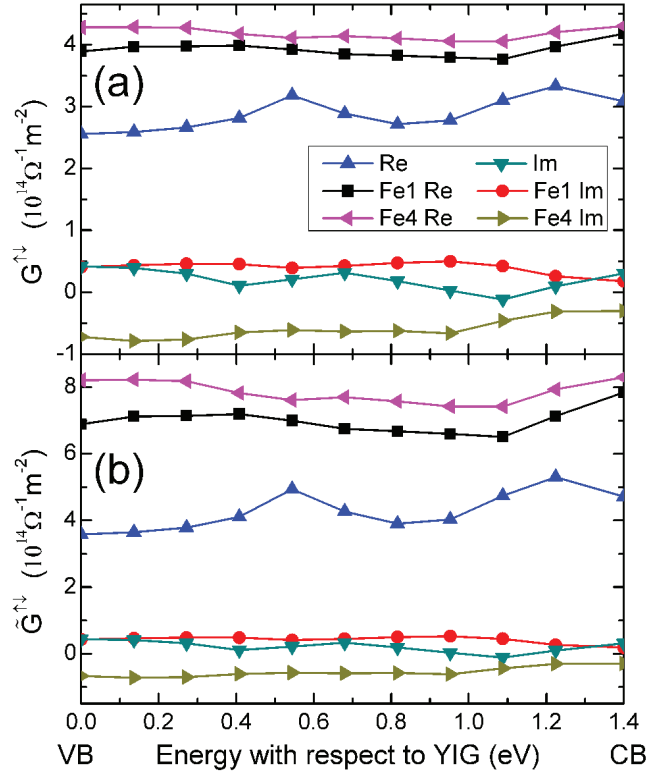 4
3
2
1
0
-1
(a)
G↑↓ (10¹⁴Ω⁻¹m⁻²)
Re Im
Fe1 Re Fe1 Im
Fe4 Re Fe4 Im
8
6
4
2
0
(b)
G̃↑↓ (10¹⁴Ω⁻¹m⁻²)
0.0 0.2 0.4 0.6 0.8 1.0 1.2 1.4
VB Energy with respect to YIG (eV) CB